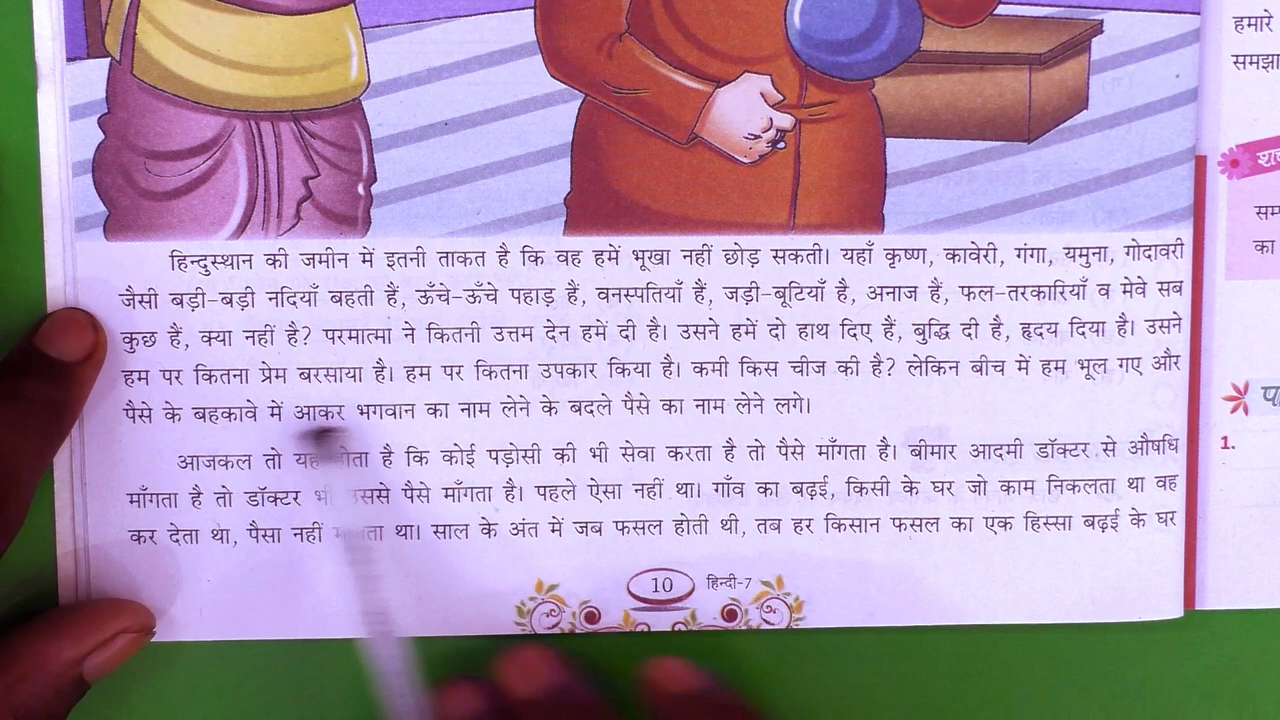 हिन्दुस्थान की जमीन में इतनी ताकत है कि वह हमें भूखा नहीं छोड़ सकती। यहाँ कृष्ण, कावेरी, गंगा, यमुना, गोदावरी
जैसी बड़ी-बड़ी नदियाँ बहती हैं, ऊँचे-ऊँचे पहाड़ हैं, वनस्पतियाँ हैं, जड़ी-बूटियाँ है, अनाज हैं, फल-तरकारियाँ व मेवे सब
कुछ हैं, क्या नहीं है? परमात्मा ने कितनी उत्तम देन हमें दी है। उसने हमें दो हाथ दिए हैं, बुद्धि दी है, हृदय दिया है। उसने
हम पर कितना प्रेम बरसाया है। हम पर कितना उपकार किया है। कमी किस चीज की है? लेकिन बीच में हम भूल गए और
पैसे के बहकावे में आकर भगवान का नाम लेने के बदले पैसे का नाम लेने लगे।
आजकल तो है कि कोई पड़ोसी की भी सेवा करता है तो पैसे माँगता है। बीमार आदमी डॉक्टर से औषधि
माँगता है तो डॉक्टर उससे पैसे माँगता है। पहले ऐसा नहीं था। गाँव का बढ़ई, किसी के घर जो काम निकलता था वह
कर देता था, पैसा नहीं था। साल के अंत में जब फसल होती थी, तब हर किसान फसल का एक हिस्सा बढ़ई के घर
10 हिन्दी-7
हमारे
समझा
का
1.